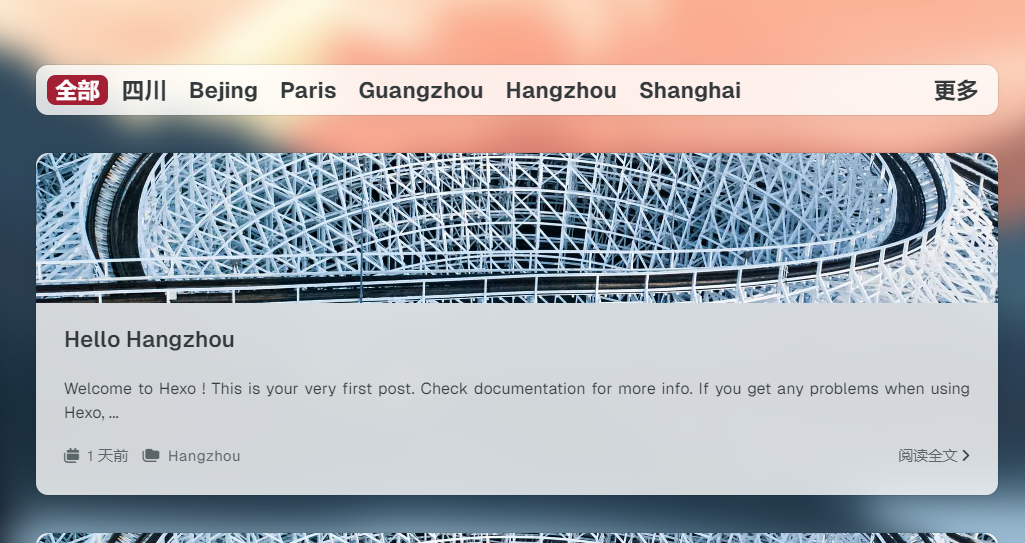 全部 四川 Bejing Paris Guangzhou Hangzhou Shanghai 更多
Hello Hangzhou
Welcome to Hexo ! This is your very first post. Check documentation for more info. If you get any problems when using
Hexo, ...
1 天前 Hangzhou 阅读全文